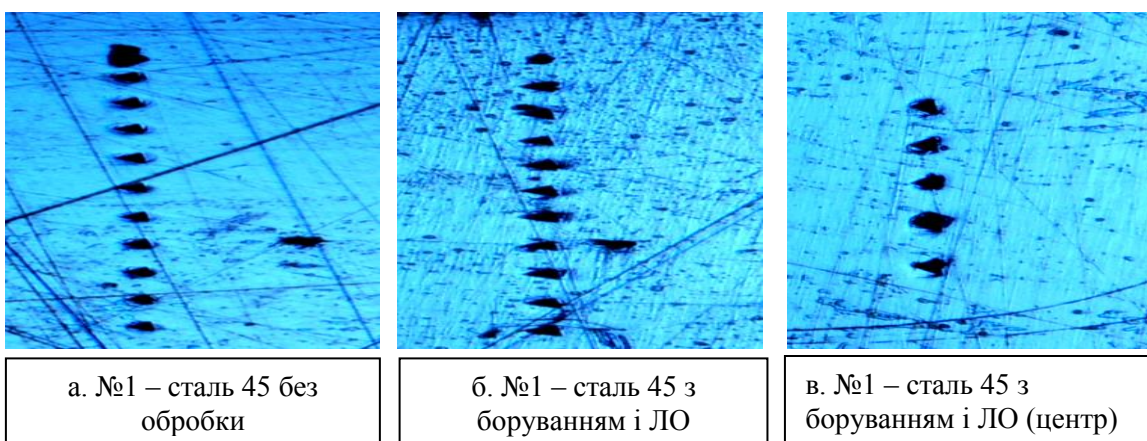 а. №1 – сталь 45 без
обробки
б. №1 – сталь 45 з
боруванням і ЛО
в. №1 – сталь 45 з
боруванням і ЛО (центр)